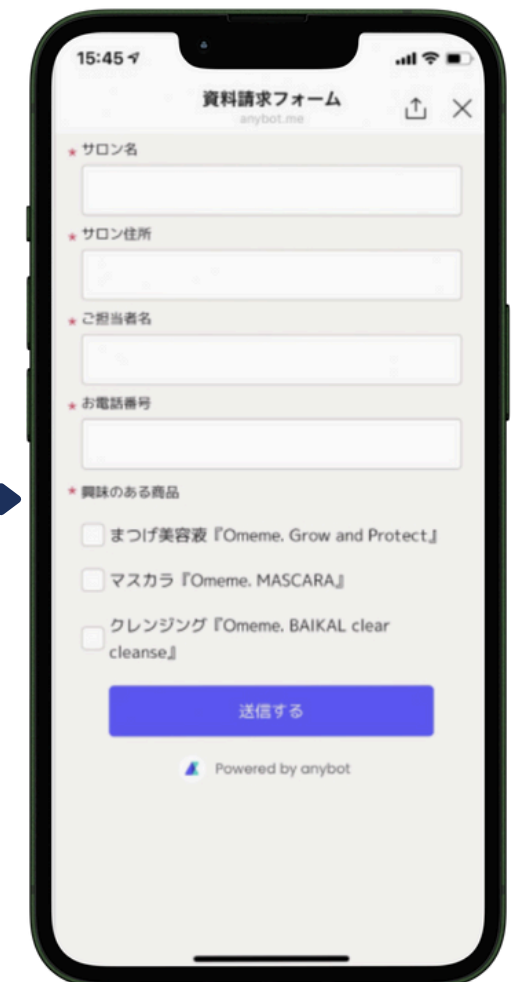 15:45
資料請求フォーム
anybot.me
* サロン名
* サロン住所
* ご担当者名
* お電話番号
* 興味のある商品
まつげ美容液『Omeme. Grow and Protect』
マスカラ『Omeme. MASCARA』
クレンジング『Omeme. BAIKAL clear
cleanse』
送信する
Powered by anybot